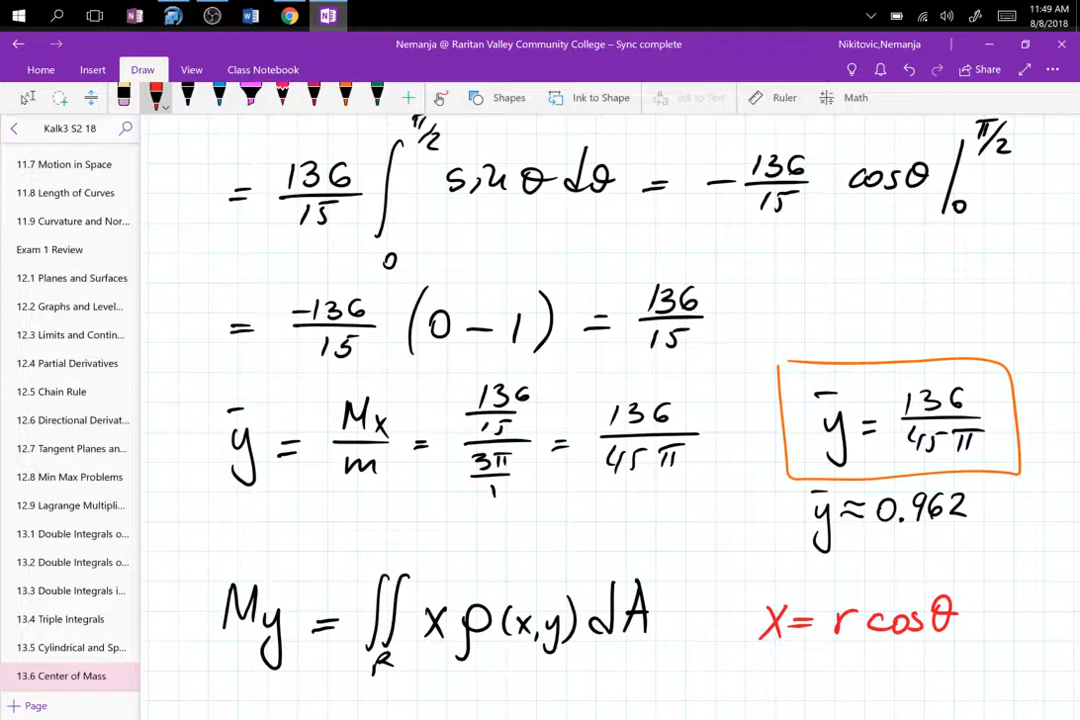 11:49 AM
8/8/2018
Nemanja @ Raritan Valley Community College – Sync complete
Nikitovic,Nemanja
Home Insert Draw View Class Notebook
Share
Shapes Ink to Shape Ink to Text Ruler Math
Kalk3 S2 18
11.7 Motion in Space
11.8 Length of Curves
11.9 Curvature and Nor...
Exam 1 Review
12.1 Planes and Surfaces
12.2 Graphs and Level...
12.3 Limits and Contin...
12.4 Partial Derivatives
12.5 Chain Rule
12.6 Directional Derivat...
12.7 Tangent Planes an...
12.8 Min Max Problems
12.9 Lagrange Multipli...
13.1 Double Integrals o...
13.2 Double Integrals o...
13.3 Double Integrals i...
13.4 Triple Integrals
13.5 Cylindrical and Sp...
13.6 Center of Mass
+ Page
= 136/15 ∫₀^{π/2} sin θ dθ = − 136/15 cosθ |₀^{π/2}
= −136/15 (0 − 1) = 136/15
ȳ = Mx/m = (136/15)/(3π/1) = 136/45π
ȳ = 136/45π
ȳ ≈ 0.962
My = ∬_R x ρ(x,y) dA
x = r cosθ